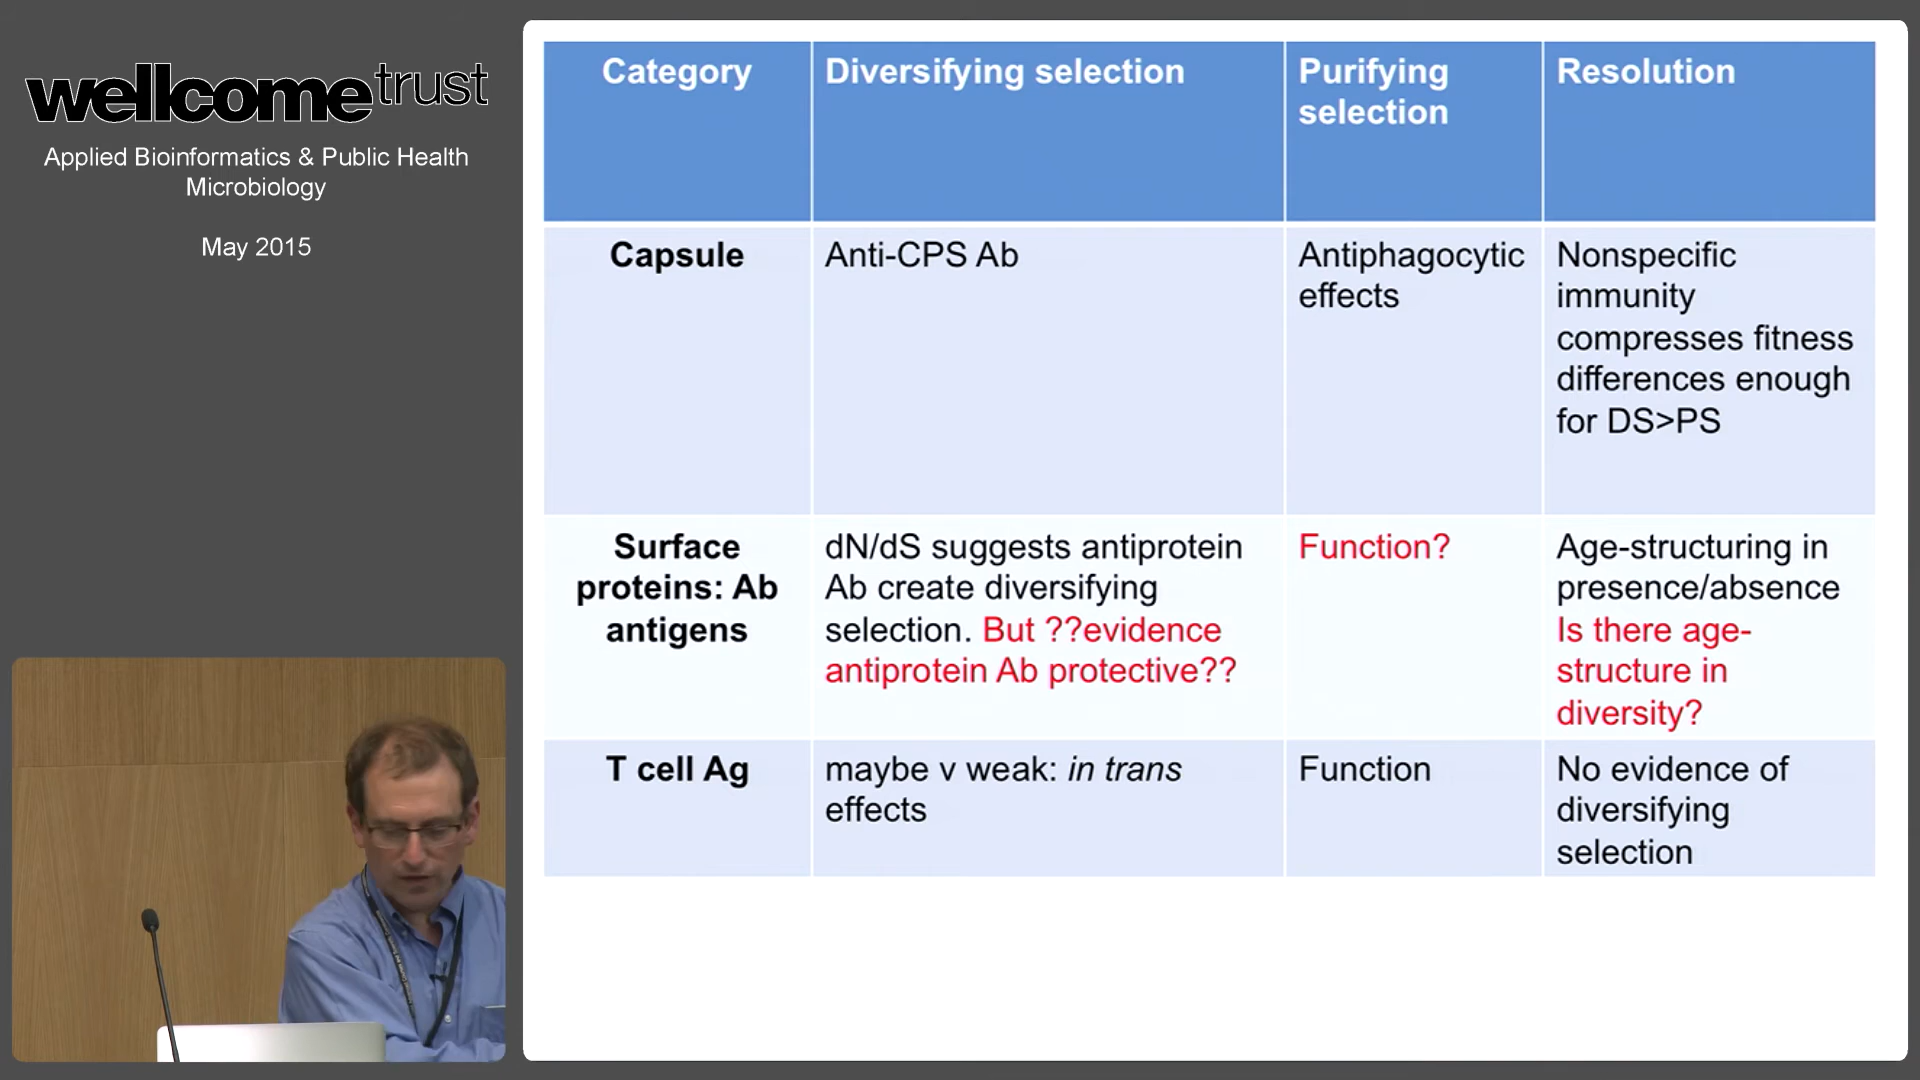 wellcometrust
Applied Bioinformatics & Public Health
Microbiology
May 2015
Category
Diversifying selection
Purifying
selection
Resolution
Capsule
Anti-CPS Ab
Antiphagocytic
effects
Nonspecific
immunity
compresses fitness
differences enough
for DS>PS
Surface
proteins: Ab
antigens
dN/dS suggests antiprotein
Ab create diversifying
selection. But ??evidence
antiprotein Ab protective??
Function?
Age-structuring in
presence/absence
Is there age-
structure in
diversity?
T cell Ag
maybe v weak: in trans
effects
Function
No evidence of
diversifying
selection